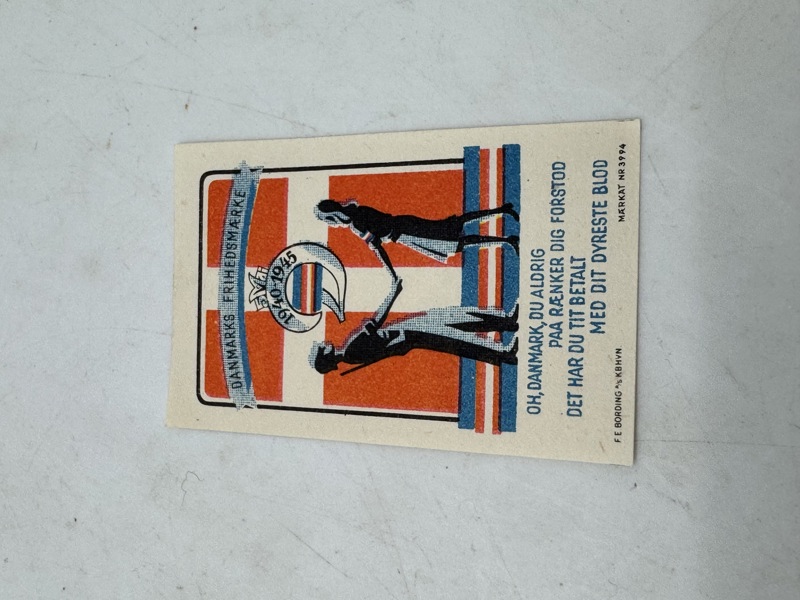 DANMARKS FRIHEDSMÆRKE
1940-1945
OH, DANMARK, DU ALDRIG
PAA RÆNKER DIG FORSTOD
DET HAR DU TIT BETALT
MED DIT DYRESTE BLOD
F. E. BORDING A/S KBHVN
MÆRKAT NR 3994